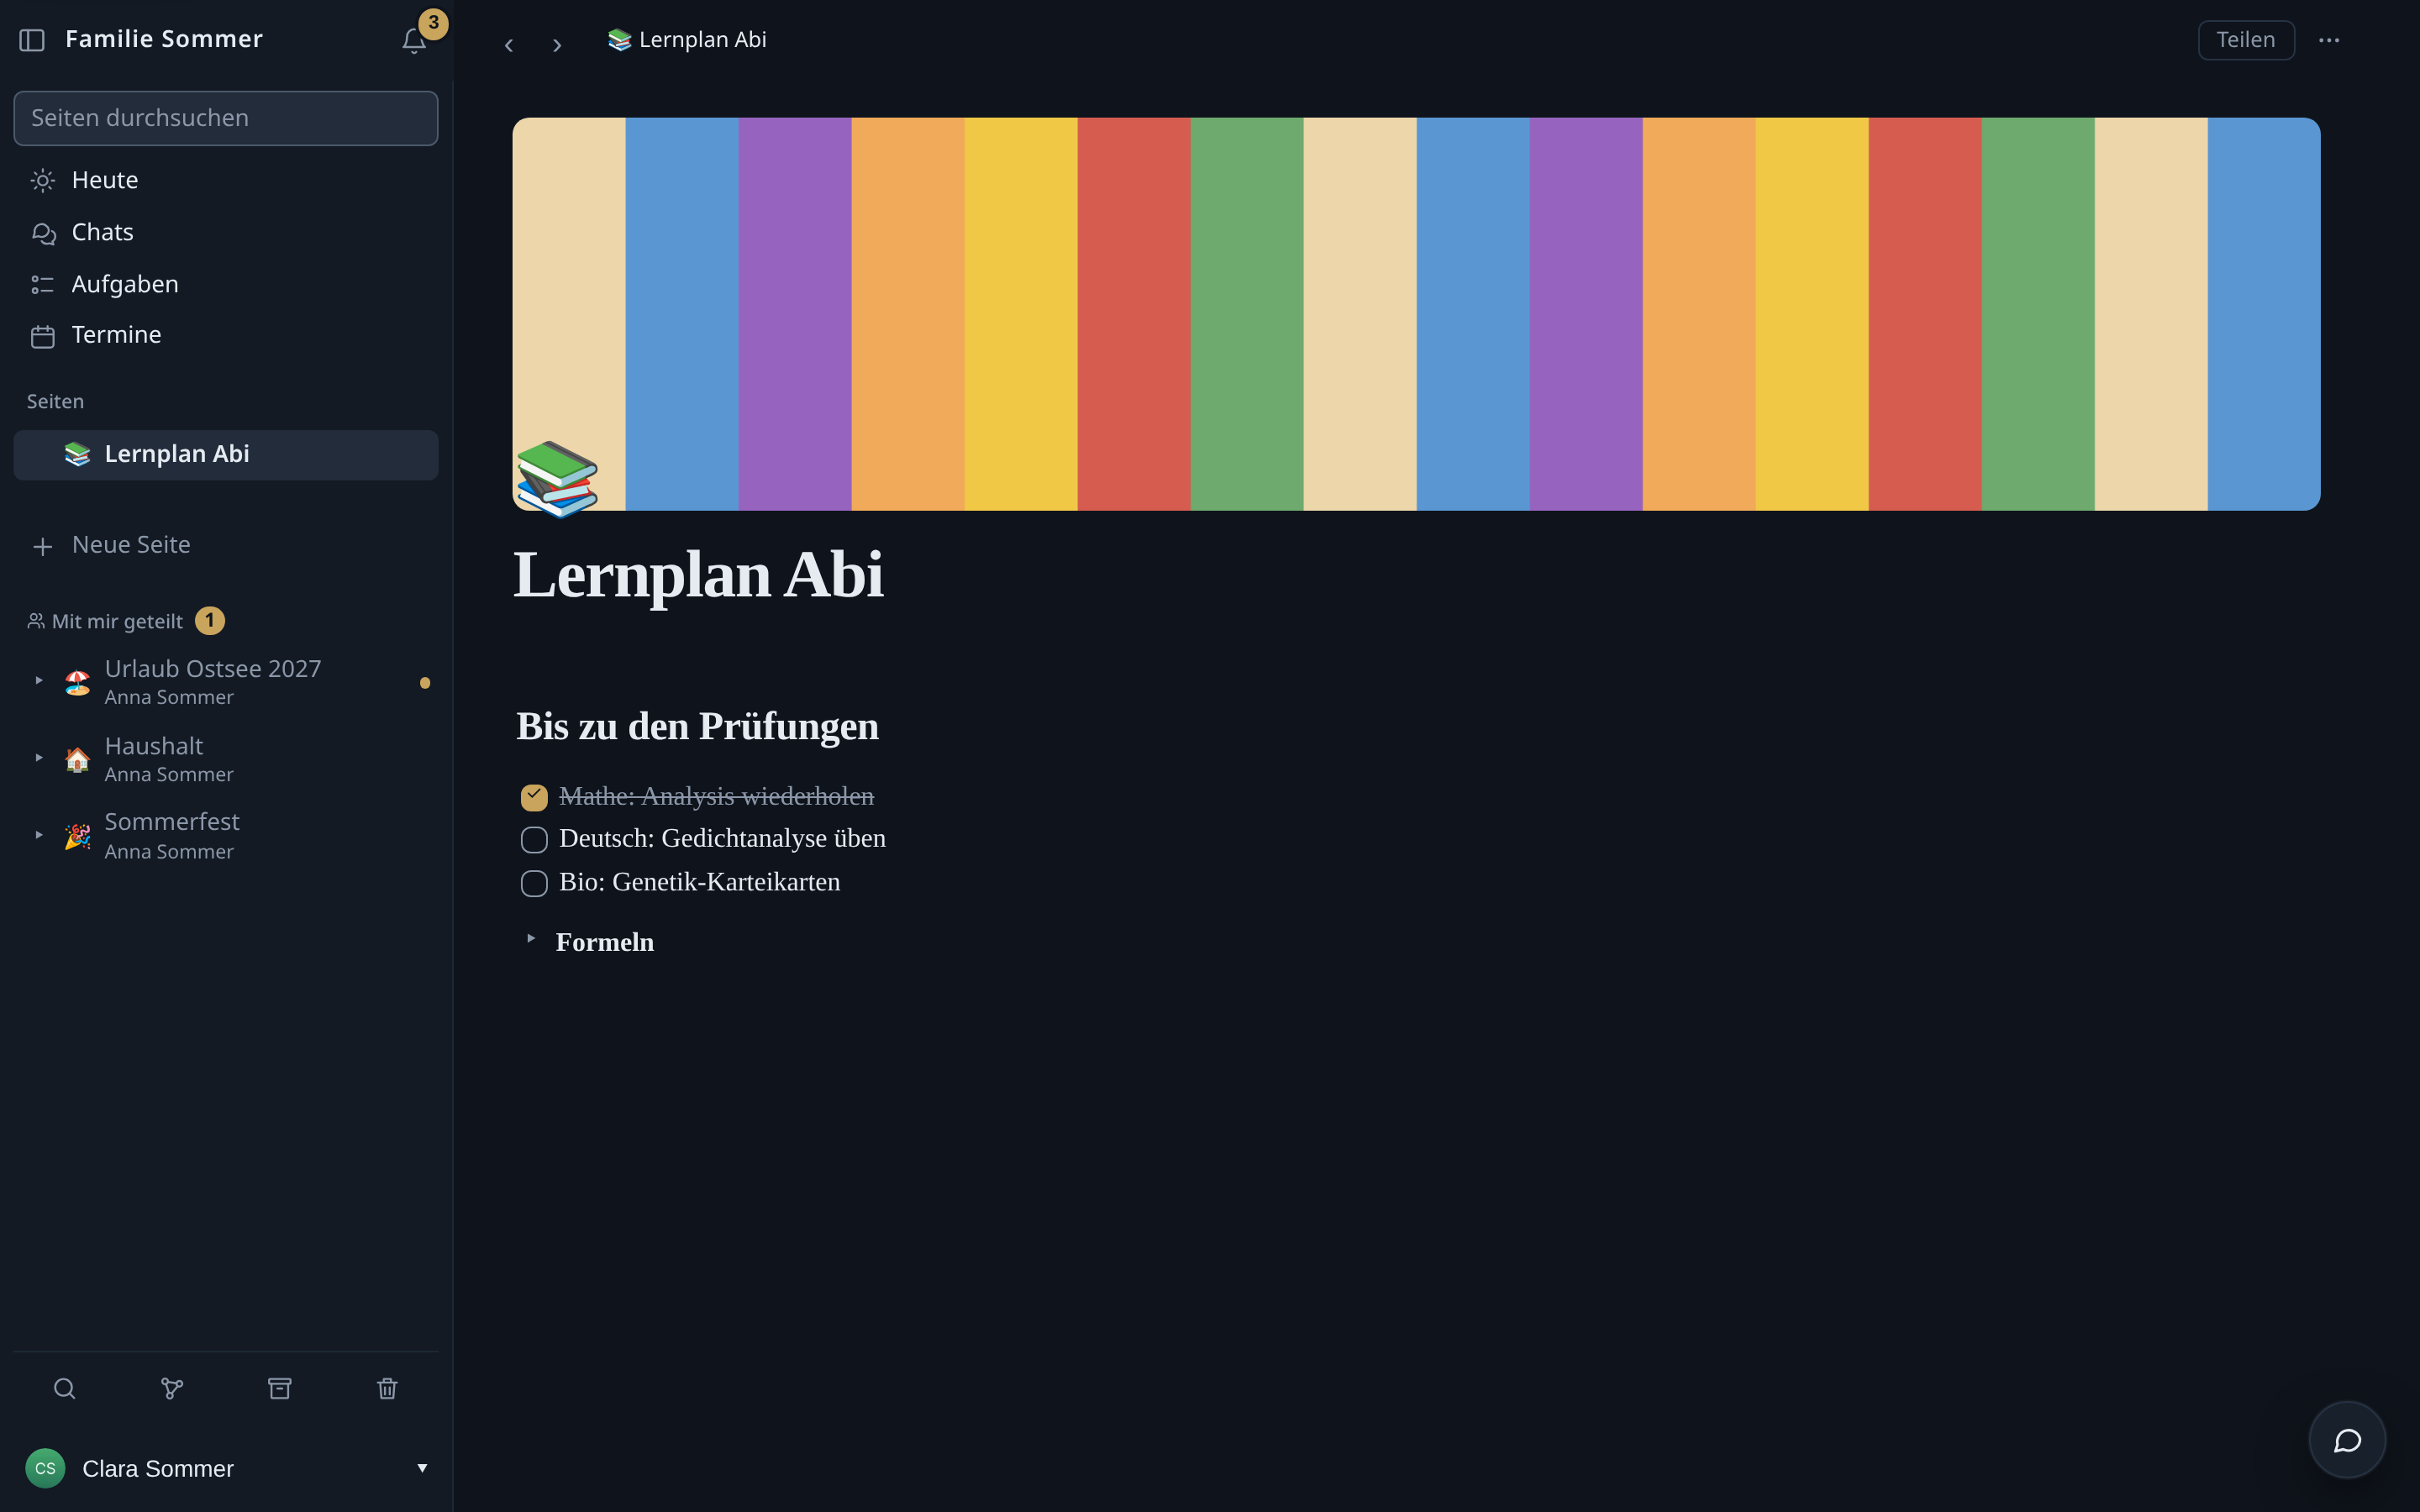 Familie Sommer
3
Seiten durchsuchen
Heute
Chats
Aufgaben
Termine
Seiten
Lernplan Abi
Neue Seite
Mit mir geteilt 1
Urlaub Ostsee 2027
Anna Sommer
Haushalt
Anna Sommer
Sommerfest
Anna Sommer
CS Clara Sommer
‹ › Lernplan Abi
Teilen
Lernplan Abi
Bis zu den Prüfungen
Mathe: Analysis wiederholen
Deutsch: Gedichtanalyse üben
Bio: Genetik-Karteikarten
Formeln